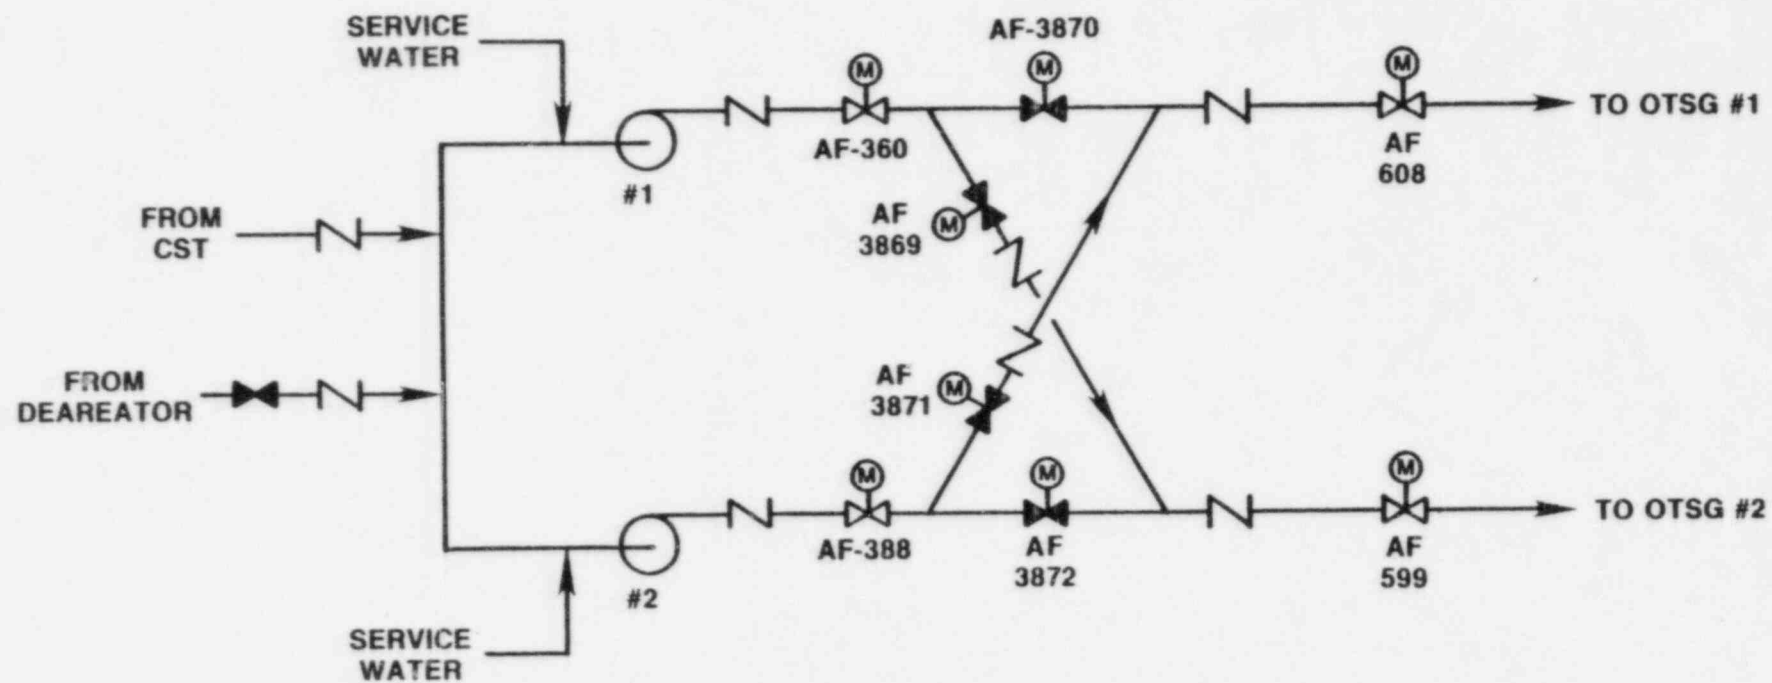 SERVICE
WATER
AF-3870
M
M
M
TO OTSG #1
AF-360
AF
608
#1
FROM
CST
AF
3869
M
FROM
DEAREATOR
AF
3871
M
M
M
M
TO OTSG #2
AF-388
AF
3872
AF
599
#2
SERVICE
WATER